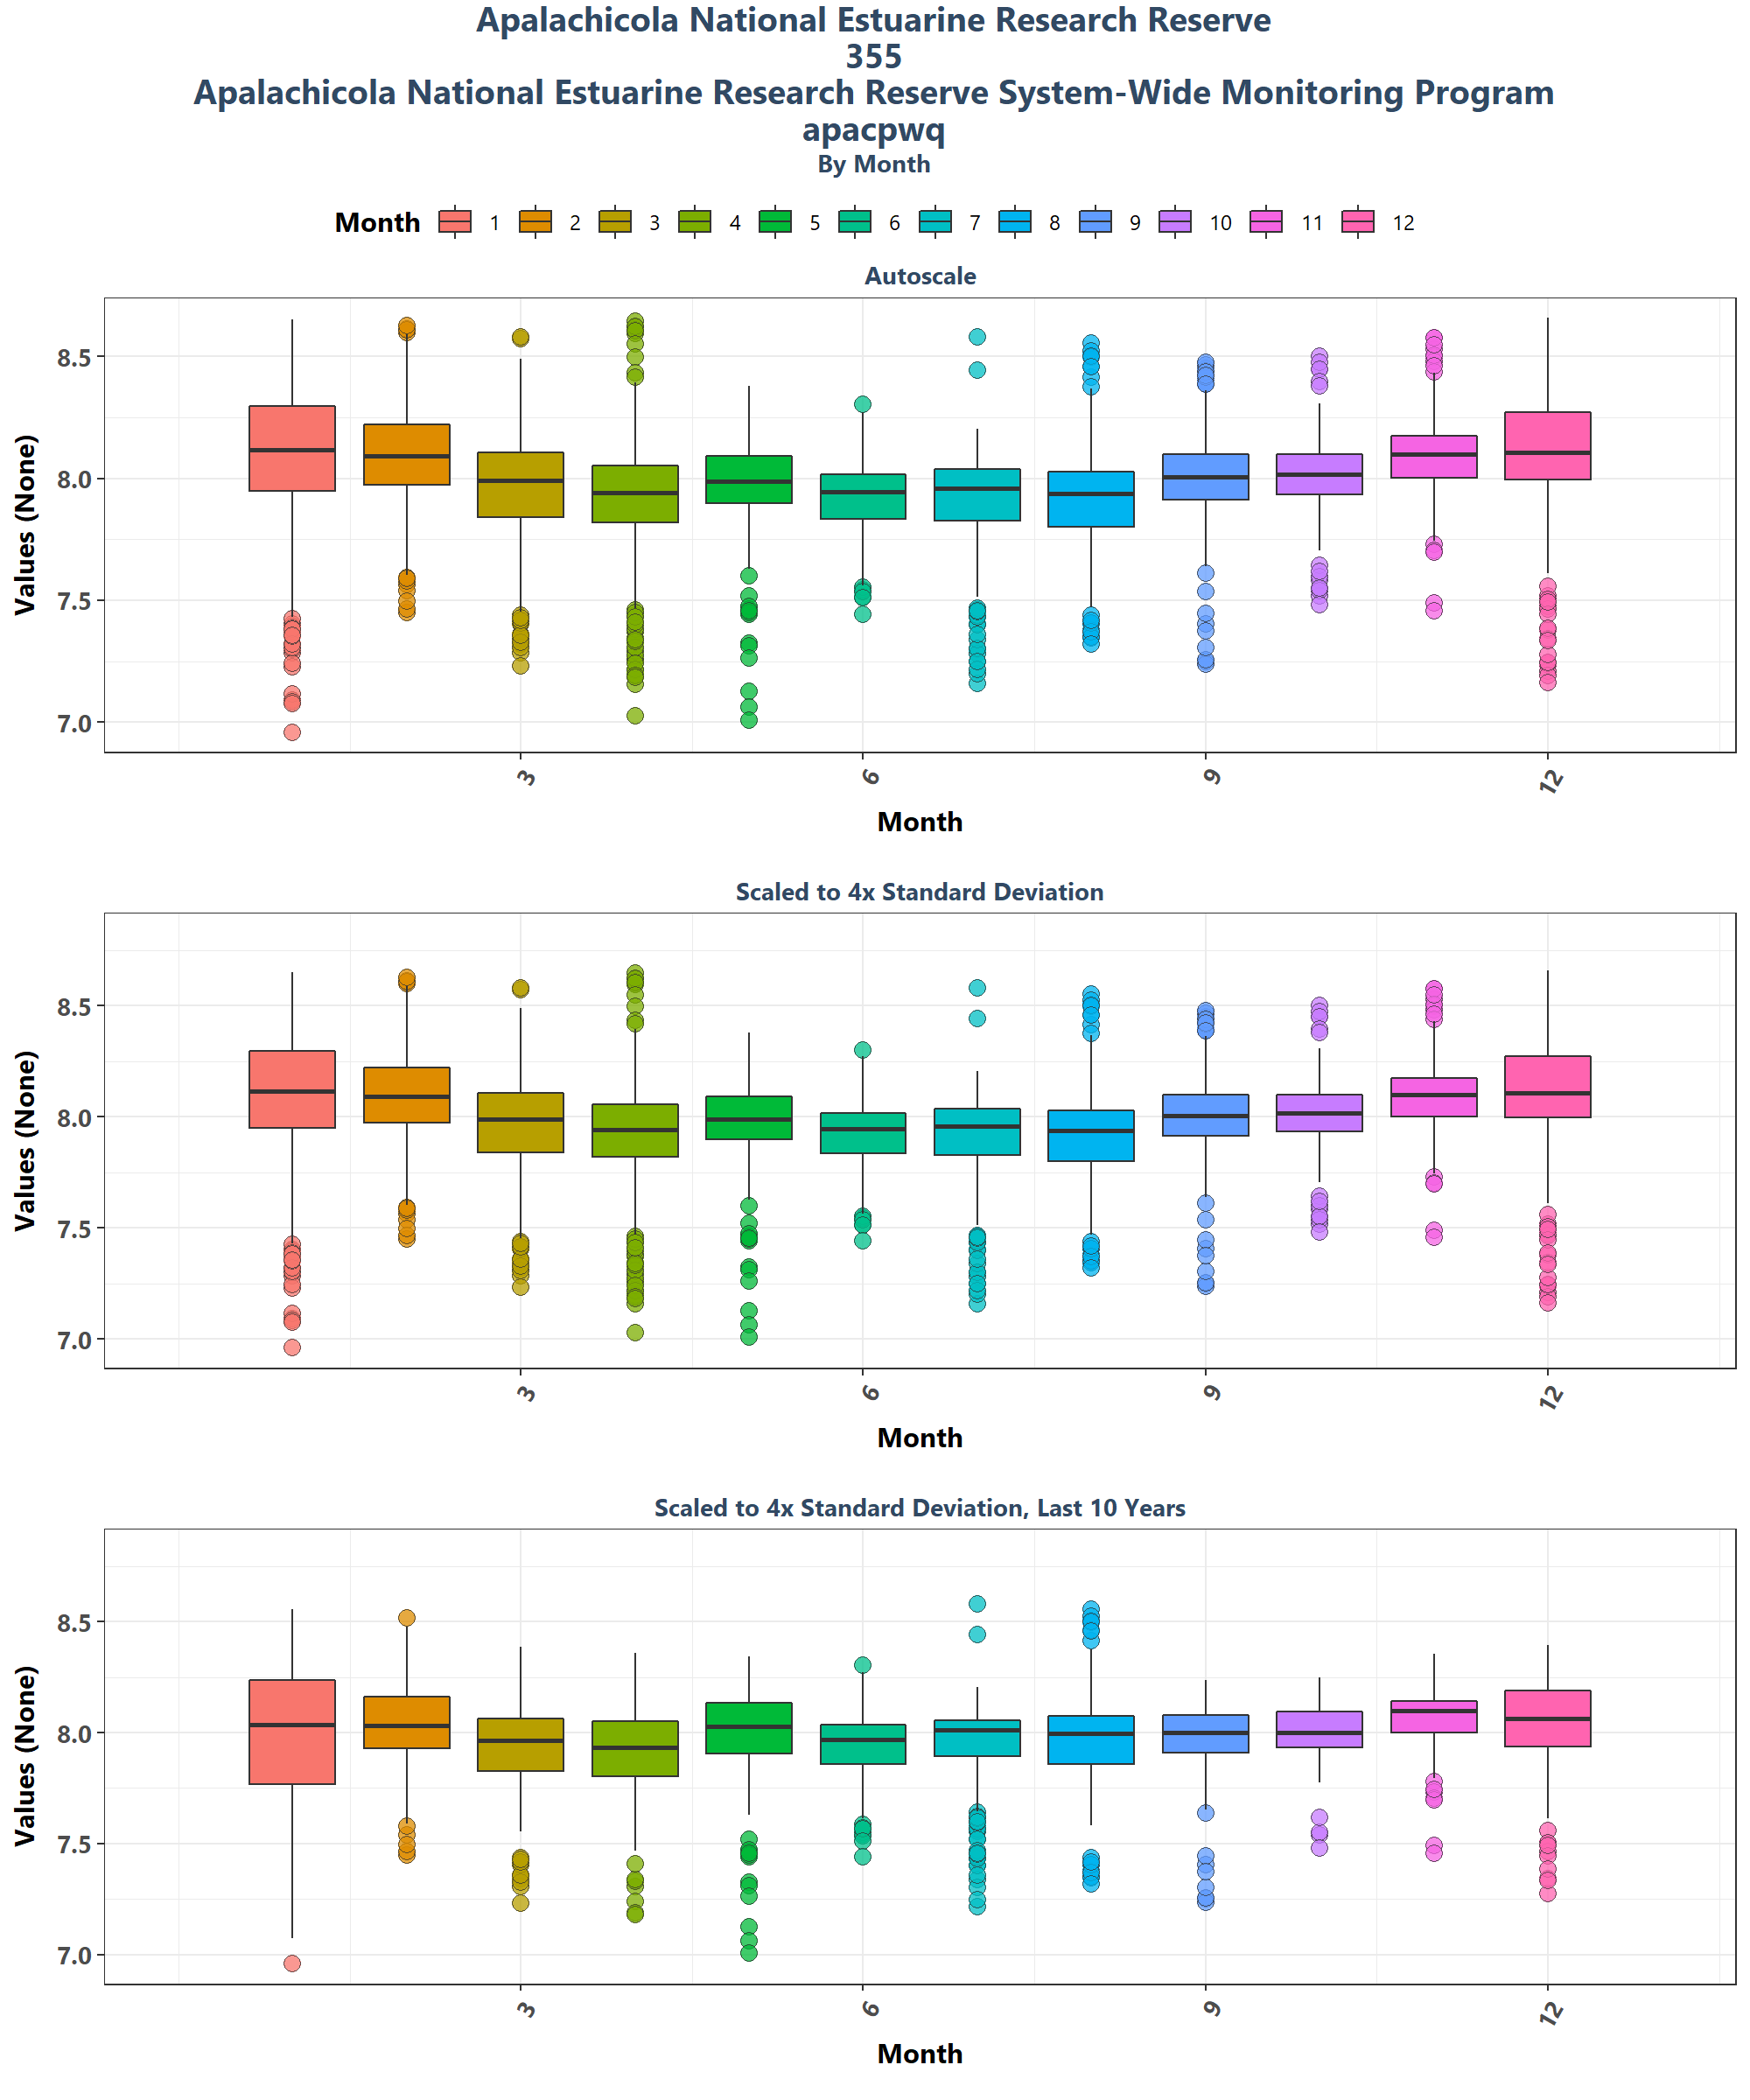 Apalachicola National Estuarine Research Reserve
355
Apalachicola National Estuarine Research Reserve System-Wide Monitoring Program
apacpwq
By Month
Month 1 2 3 4 5 6 7 8 9 10 11 12
Autoscale
Values (None)
8.5
8.0
7.5
7.0
3 6 9 12
Month
Scaled to 4x Standard Deviation
Values (None)
8.5
8.0
7.5
7.0
3 6 9 12
Month
Scaled to 4x Standard Deviation, Last 10 Years
Values (None)
8.5
8.0
7.5
7.0
3 6 9 12
Month